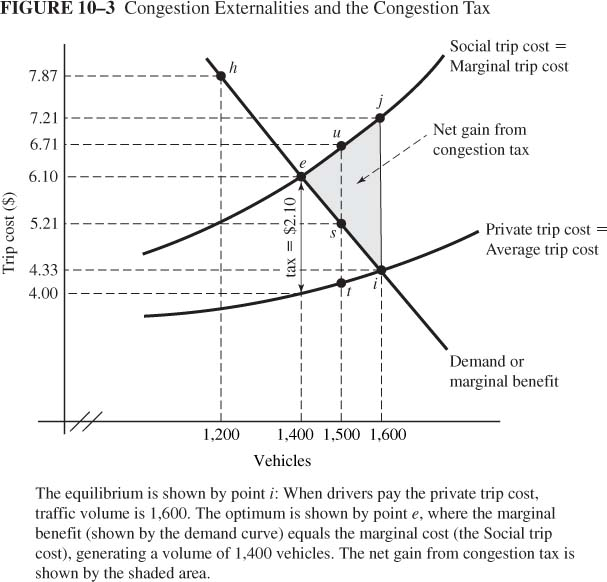 FIGURE 10–3 Congestion Externalities and the Congestion Tax
Social trip cost =
Marginal trip cost
7.87
h
7.21
j
6.71
u
Net gain from
congestion tax
6.10
e
Trip cost ($)
tax = $2.10
5.21
s
Private trip cost =
Average trip cost
4.33
i
4.00
t
Demand or
marginal benefit
1,200 1,400 1,500 1,600
Vehicles
The equilibrium is shown by point i: When drivers pay the private trip cost,
traffic volume is 1,600. The optimum is shown by point e, where the marginal
benefit (shown by the demand curve) equals the marginal cost (the Social trip
cost), generating a volume of 1,400 vehicles. The net gain from congestion tax is
shown by the shaded area.